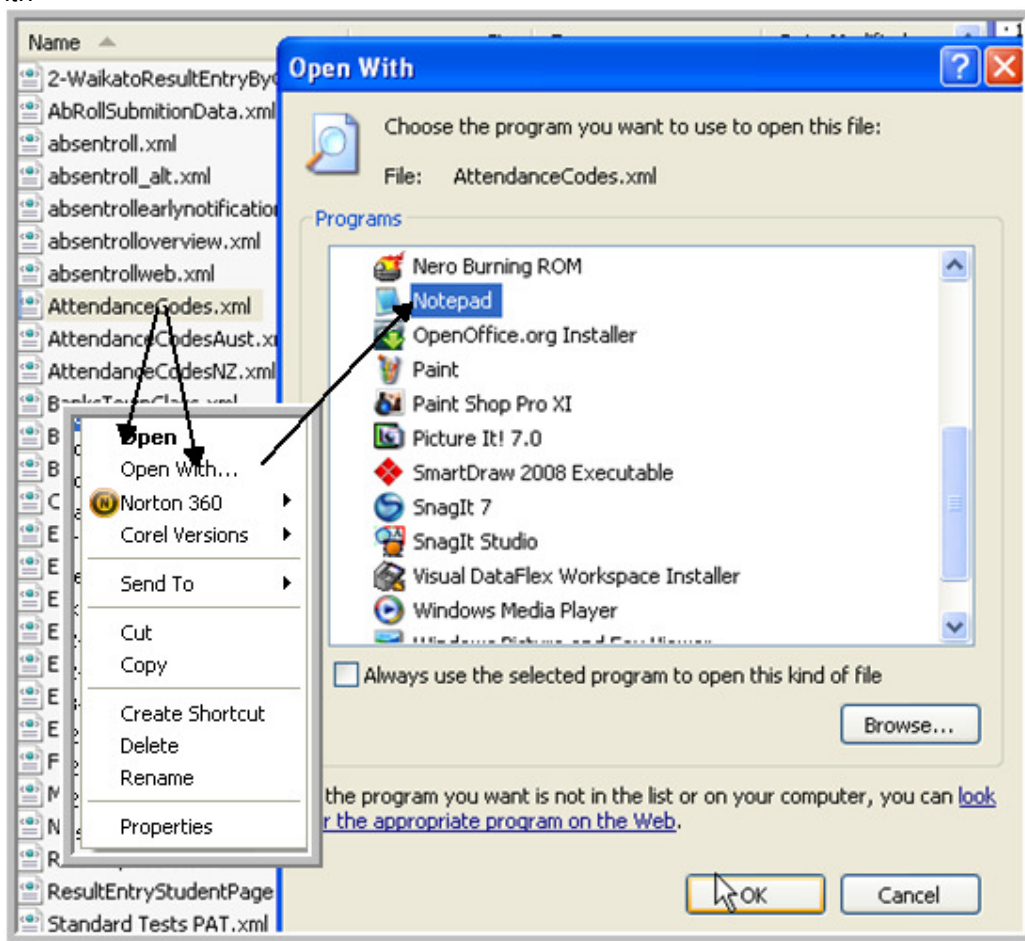 Name
2-WaikatoResultEntryBy
AbRollSubmitionData.xml
absentroll.xml
absentroll_alt.xml
absentrollearlynotification
absentrolloverview.xml
absentrollweb.xml
AttendanceCodes.xml
AttendanceCodesAust.x
AttendanceCodesNZ.xml
B
B
C
E
E
E
E
E
E
E
F
M
N
R
ResultEntryStudentPage
Standard Tests PAT.xml
Open
Open With...
Norton 360
Corel Versions
Send To
Cut
Copy
Create Shortcut
Delete
Rename
Properties
Open With
Choose the program you want to use to open this file:
File: AttendanceCodes.xml
Programs
Nero Burning ROM
Notepad
OpenOffice.org Installer
Paint
Paint Shop Pro XI
Picture It! 7.0
SmartDraw 2008 Executable
SnagIt 7
SnagIt Studio
Visual DataFlex Workspace Installer
Windows Media Player
Always use the selected program to open this kind of file
Browse...
the program you want is not in the list or on your computer, you can look
r the appropriate program on the Web.
OK
Cancel